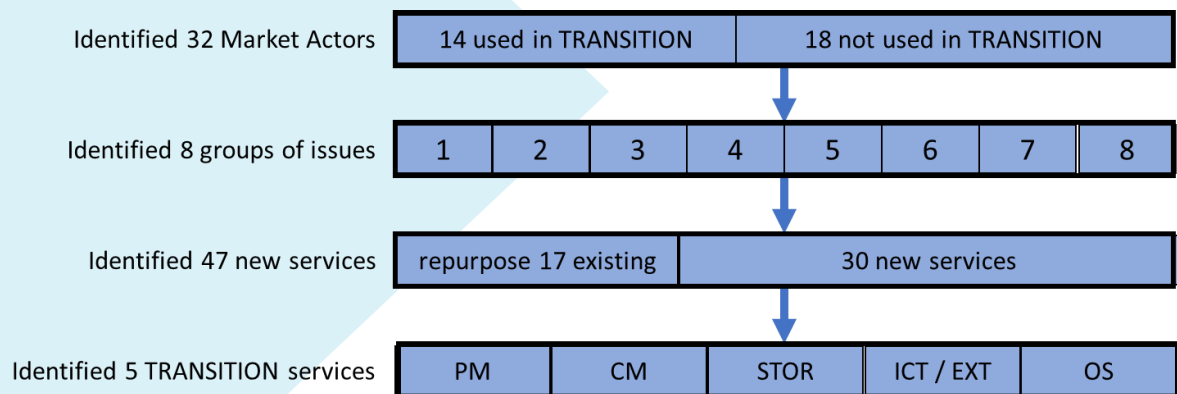 Identified 32 Market Actors
14 used in TRANSITION
18 not used in TRANSITION
Identified 8 groups of issues
1 2 3 4 5 6 7 8
Identified 47 new services
repurpose 17 existing
30 new services
Identified 5 TRANSITION services
PM
CM
STOR
ICT / EXT
OS